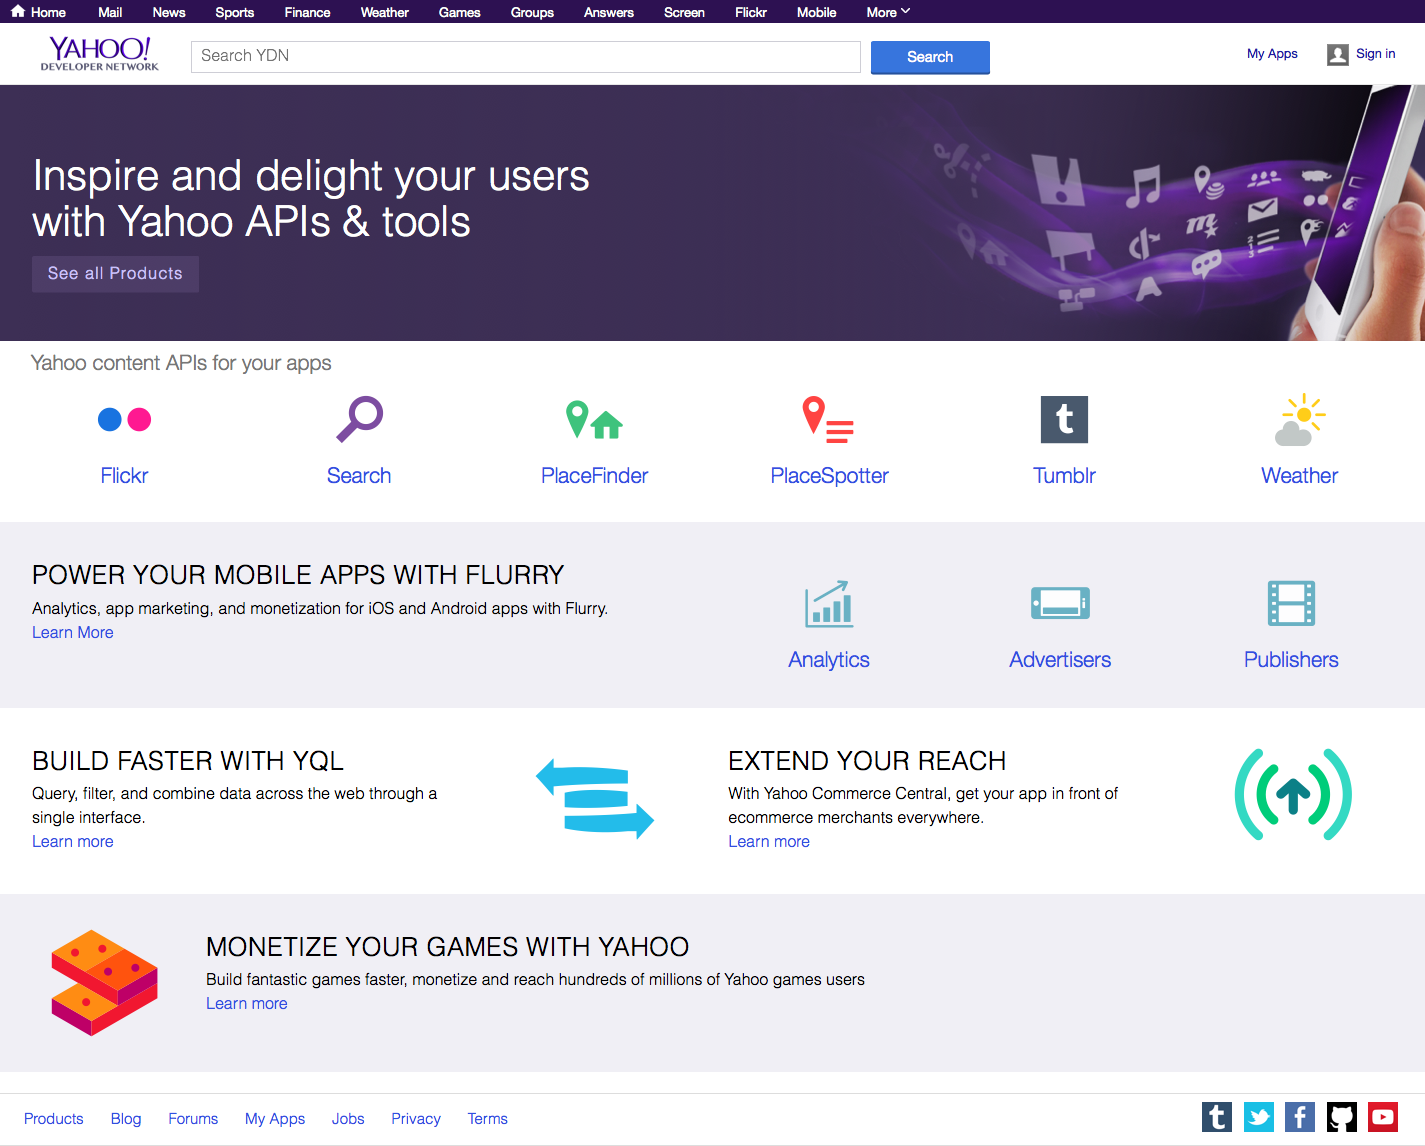 Home Mail News Sports Finance Weather Games Groups Answers Screen Flickr Mobile More
YAHOO!
DEVELOPER NETWORK
Search YDN
Search
My Apps
Sign in
Inspire and delight your users
with Yahoo APIs & tools
See all Products
Yahoo content APIs for your apps
Flickr Search PlaceFinder PlaceSpotter Tumblr Weather
POWER YOUR MOBILE APPS WITH FLURRY
Analytics, app marketing, and monetization for iOS and Android apps with Flurry.
Learn More
Analytics Advertisers Publishers
BUILD FASTER WITH YQL
Query, filter, and combine data across the web through a
single interface.
Learn more
EXTEND YOUR REACH
With Yahoo Commerce Central, get your app in front of
ecommerce merchants everywhere.
Learn more
MONETIZE YOUR GAMES WITH YAHOO
Build fantastic games faster, monetize and reach hundreds of millions of Yahoo games users
Learn more
Products Blog Forums My Apps Jobs Privacy Terms